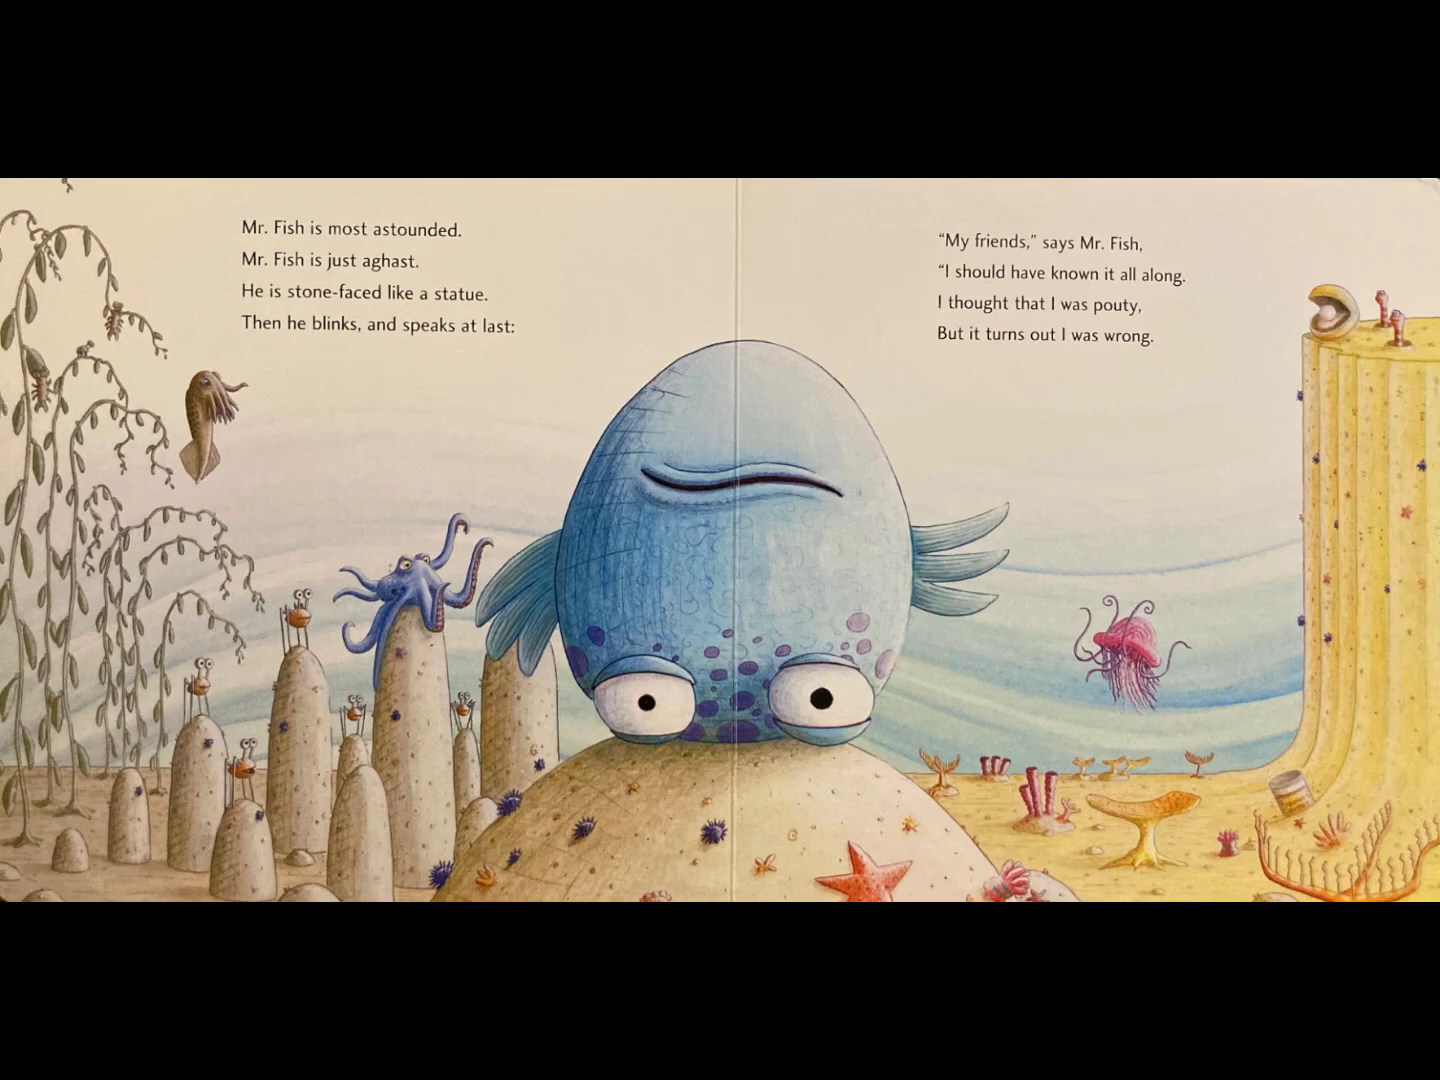 Mr. Fish is most astounded.
Mr. Fish is just aghast.
He is stone-faced like a statue.
Then he blinks, and speaks at last:
“My friends,” says Mr. Fish,
“I should have known it all along.
I thought that I was pouty,
But it turns out I was wrong.